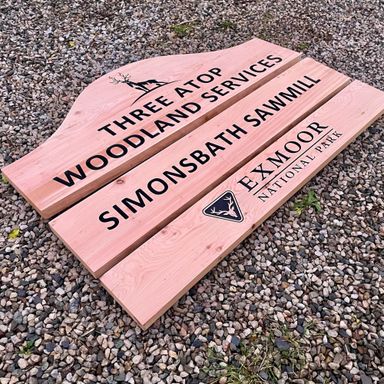 THREE ATOP
WOODLAND SERVICES
SIMONSBATH SAWMILL
EXMOOR
NATIONAL PARK